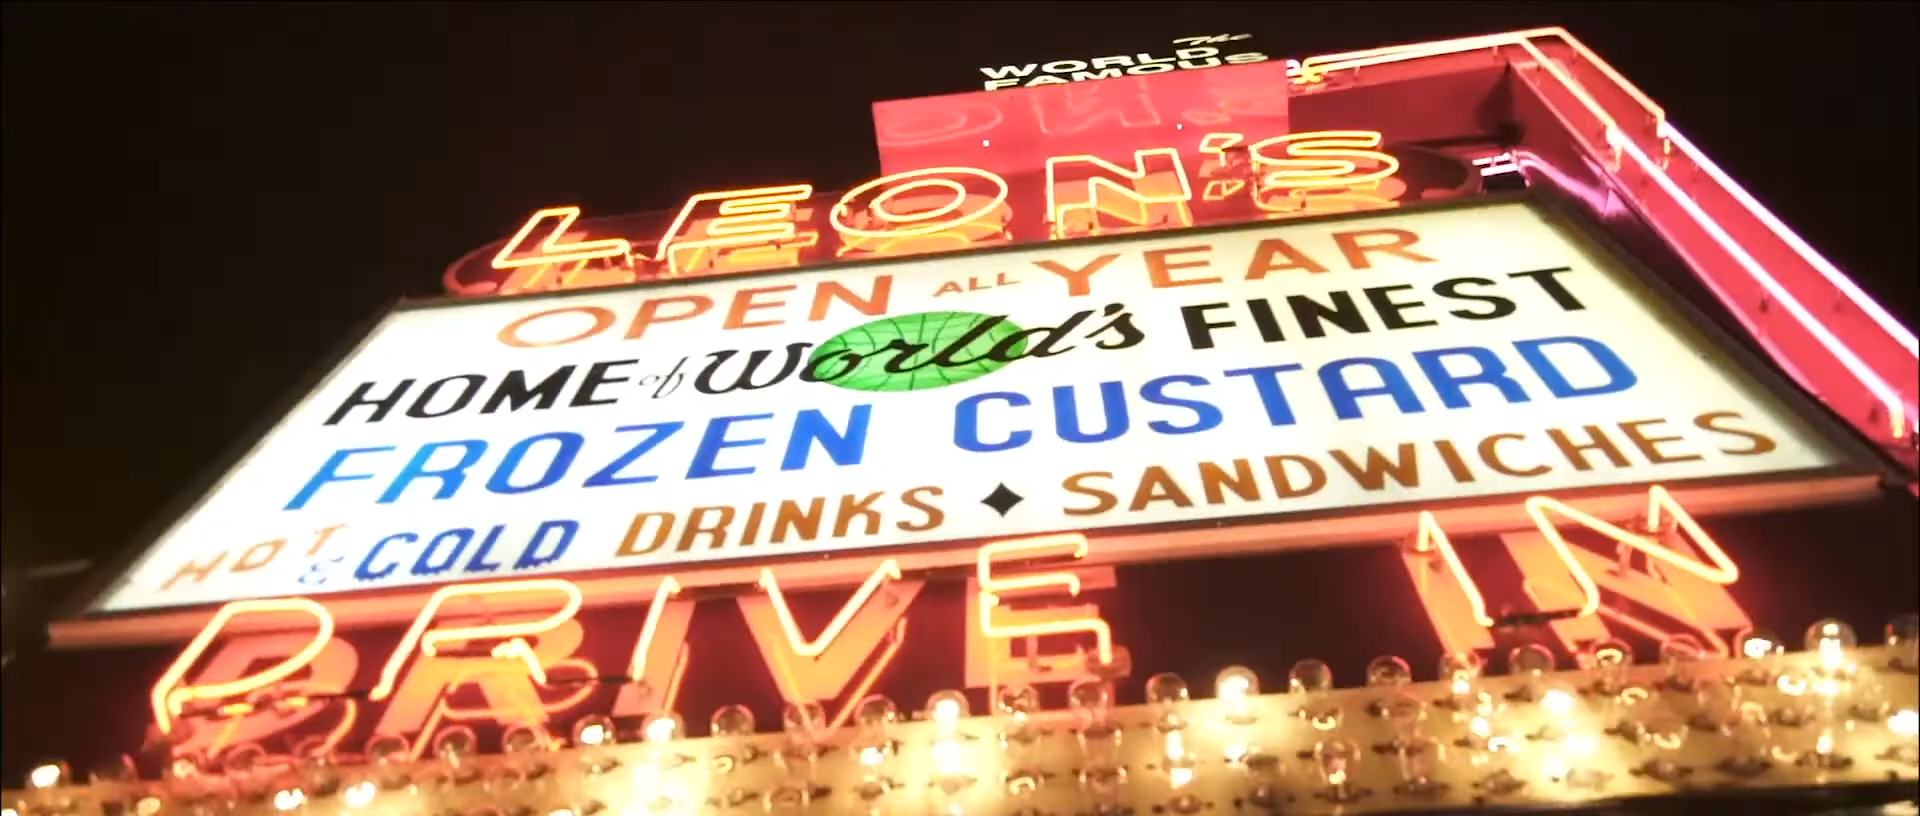 The
WORLD
FAMOUS
LEON'S
OPEN ALL YEAR
HOME of World's FINEST
FROZEN CUSTARD
HOT & COLD DRINKS ♦ SANDWICHES
DRIVE IN